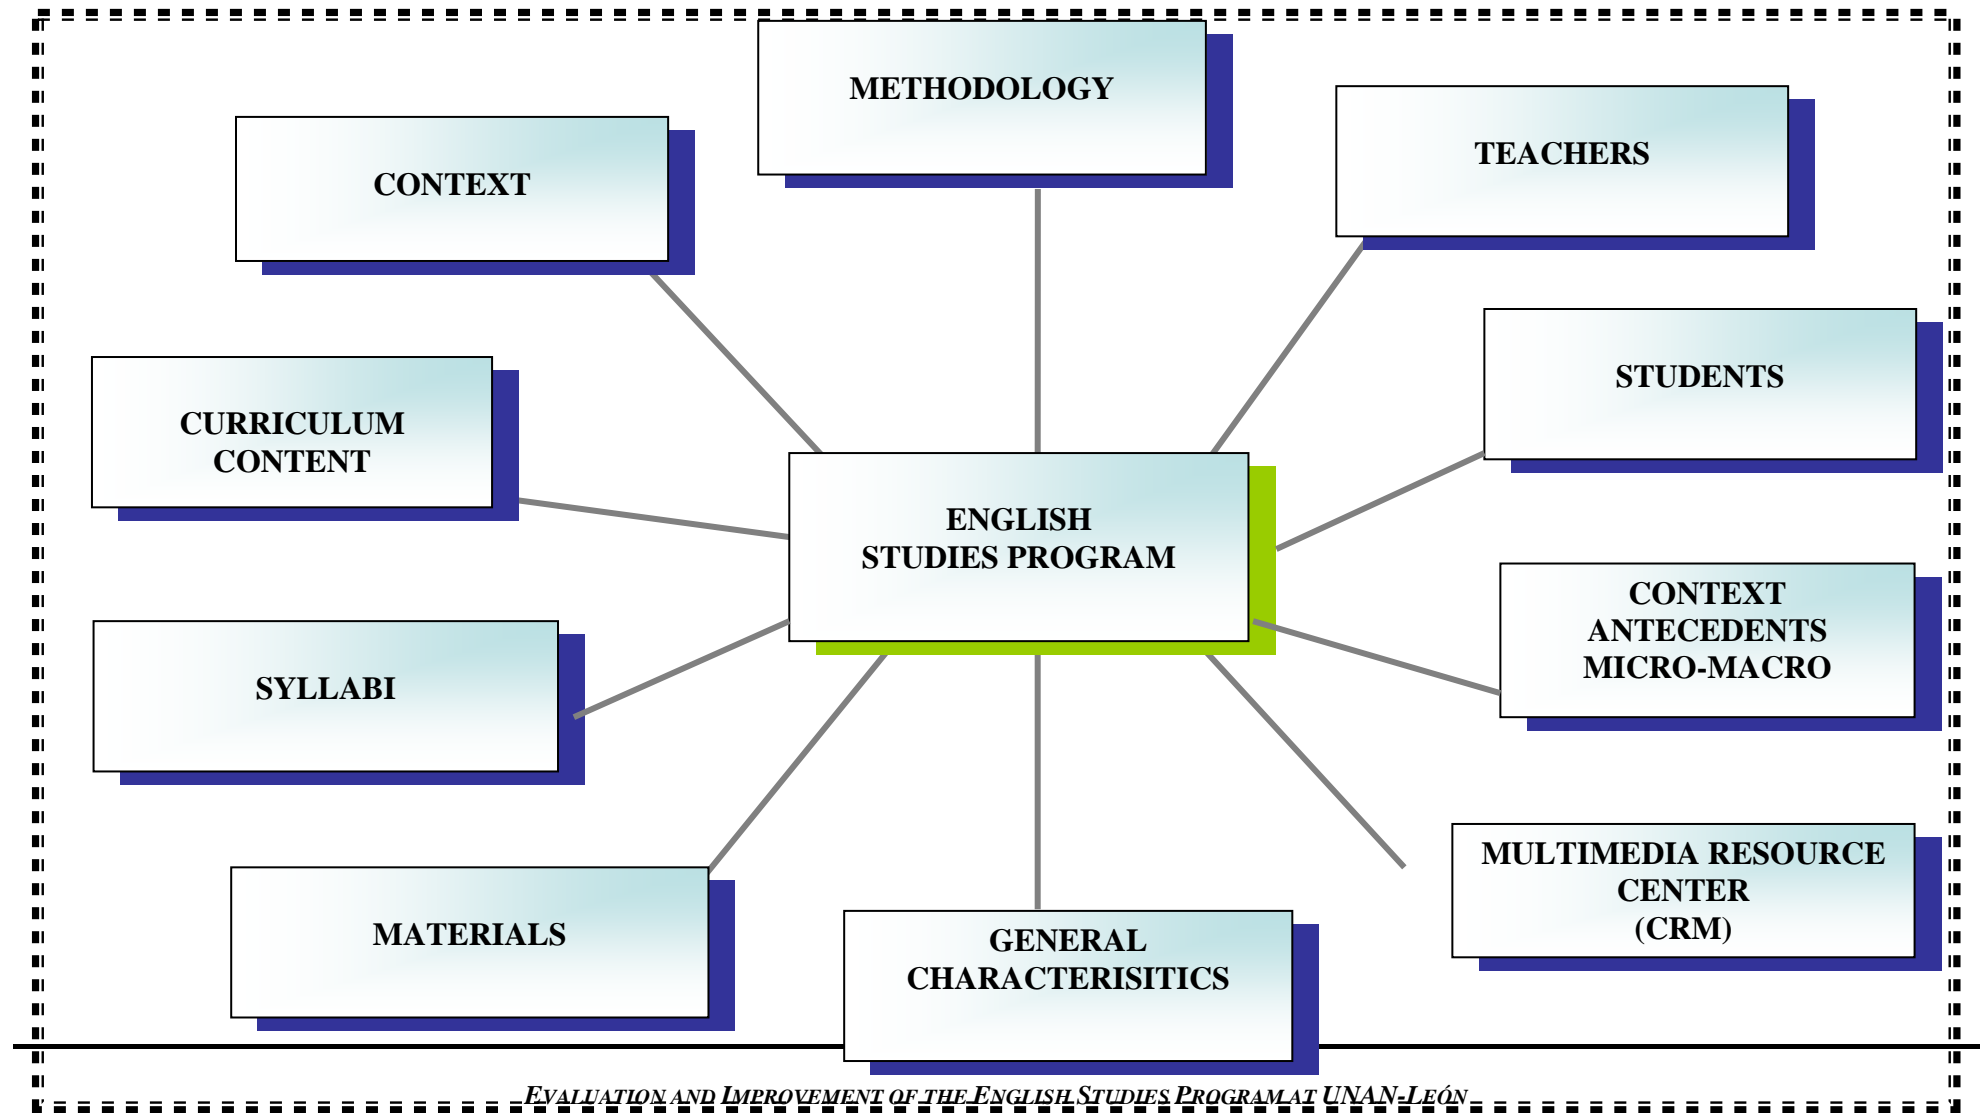 METHODOLOGY
TEACHERS
CONTEXT
STUDENTS
CURRICULUM
CONTENT
ENGLISH
STUDIES PROGRAM
CONTEXT
ANTECEDENTS
MICRO-MACRO
SYLLABI
MULTIMEDIA RESOURCE
CENTER
(CRM)
MATERIALS
GENERAL
CHARACTERISITICS
EVALUATION AND IMPROVEMENT OF THE ENGLISH STUDIES PROGRAM AT UNAN-LEÓN